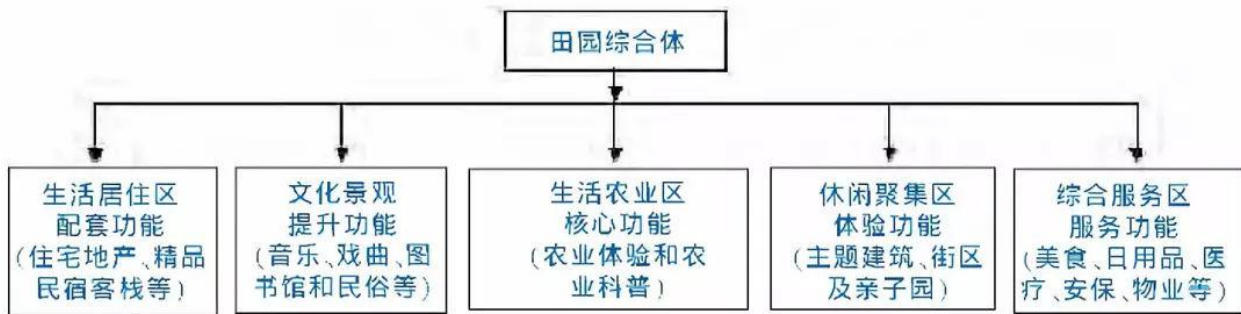 田园综合体
生活居住区
配套功能
(住宅地产、精品
民宿客栈等)
文化景观
提升功能
(音乐、戏曲、图
书馆和民俗等)
生活农业区
核心功能
(农业体验和农
业科普)
休闲聚集区
体验功能
(主题建筑、街区
及亲子园)
综合服务区
服务功能
(美食、日用品、医
疗、安保、物业等)